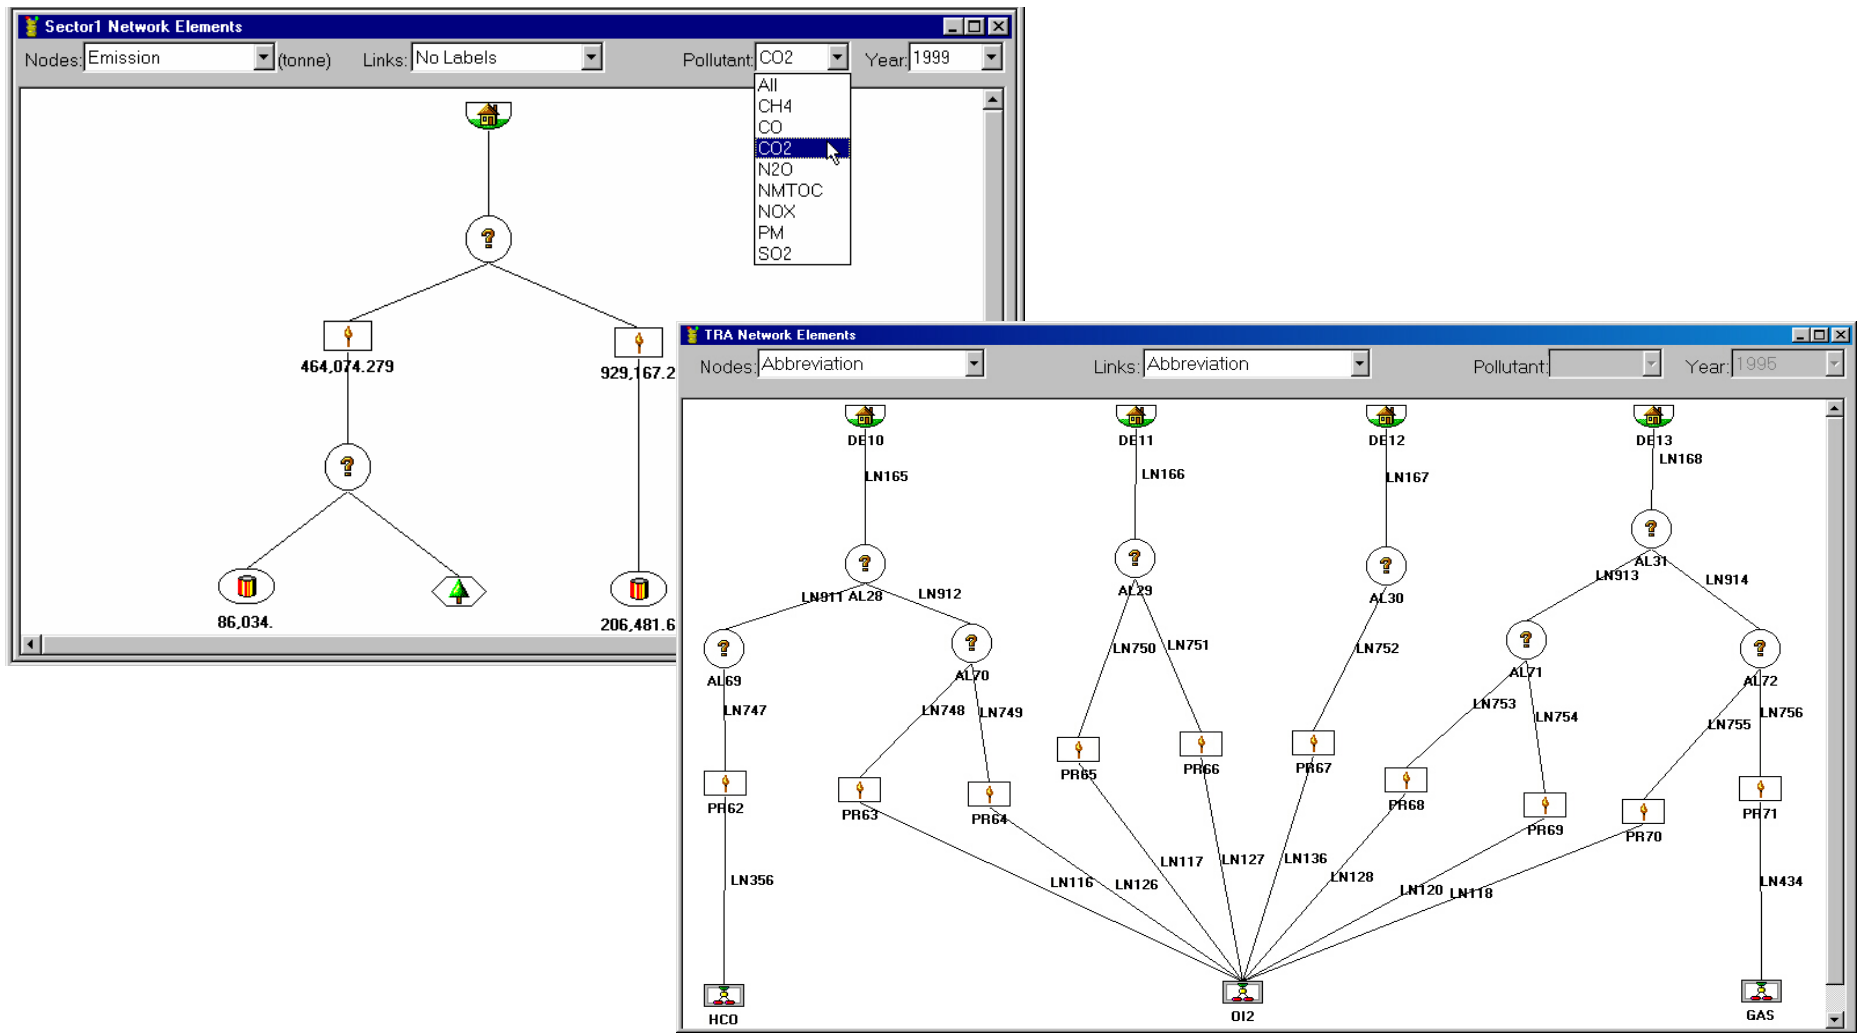 Sector1 Network Elements
Nodes: Emission (tonne) Links: No Labels Pollutant: CO2 Year: 1999
All
CH4
CO
CO2
N2O
NMTOC
NOX
PM
SO2
464,074.279
929,167.2
86,034.
206,481.6
TRA Network Elements
Nodes: Abbreviation Links: Abbreviation Pollutant: Year: 1995
DE10 DE11 DE12 DE13
LN165 LN166 LN167 LN168
LN911 AL28 LN912 AL29 AL30 LN913 AL31 LN914
AL69 AL70 LN750 LN751 LN752 AL71 AL72
LN747 LN748 LN749 LN753 LN754 LN755 LN756
PR62 PR63 PR64 PR65 PR66 PR67 PR68 PR69 PR70 PR71
LN356 LN116 LN126 LN117 LN127 LN136 LN128 LN120 LN118 LN434
HCO OI2 GAS